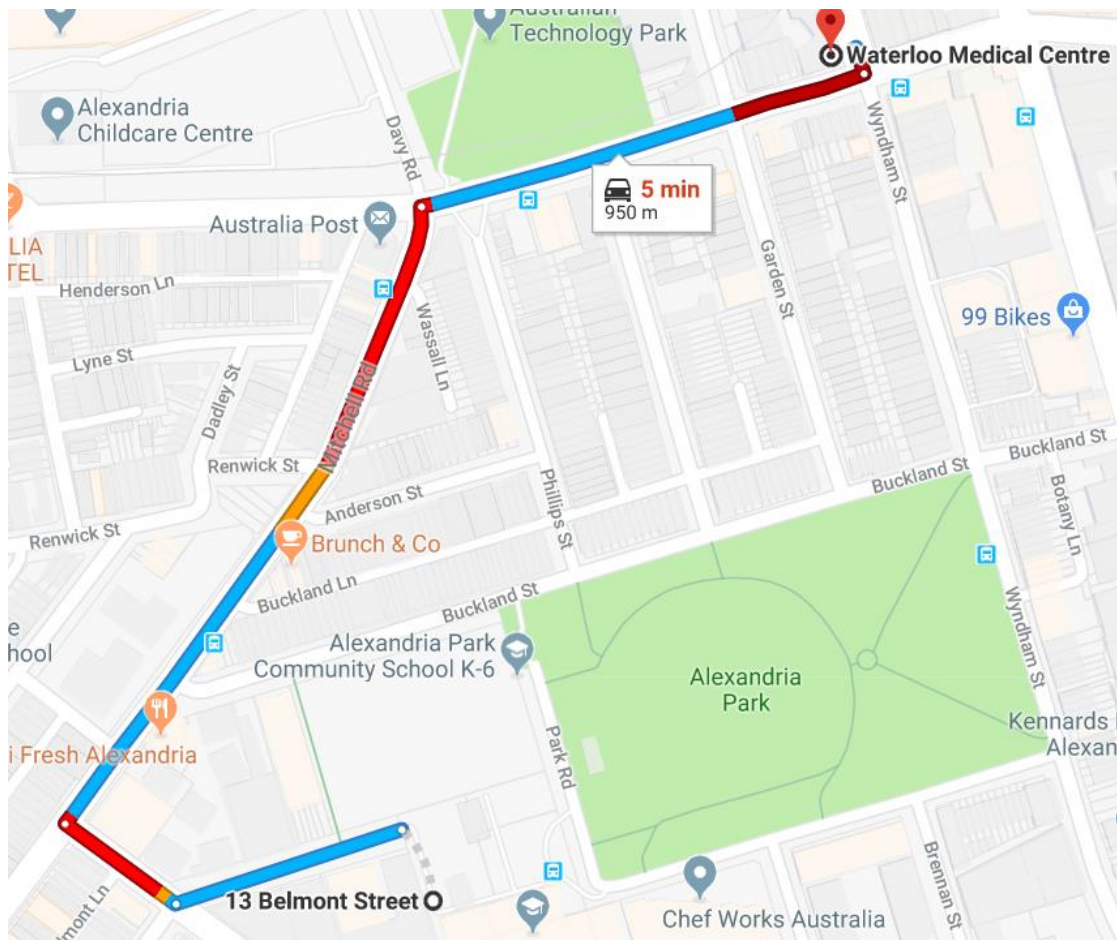 Australian
Technology Park
Waterloo Medical Centre
Alexandria
Childcare Centre
Davy Rd
Wyndham St
5 min
950 m
Australia Post
LIA
TEL
Henderson Ln
Garden St
99 Bikes
Wassall Ln
Lyne St
Dadley St
Mitchell Rd
Buckland St
Renwick St
Buckland St
Anderson St
Phillips St
Botany Ln
Renwick St
Brunch & Co
Buckland Ln
Buckland St
Wyndham St
e
hool
Alexandria Park
Community School K-6
Alexandria
Park
Kennards
Alexan
Park Rd
i Fresh Alexandria
Brennan St
13 Belmont Street
lmont Ln
Chef Works Australia